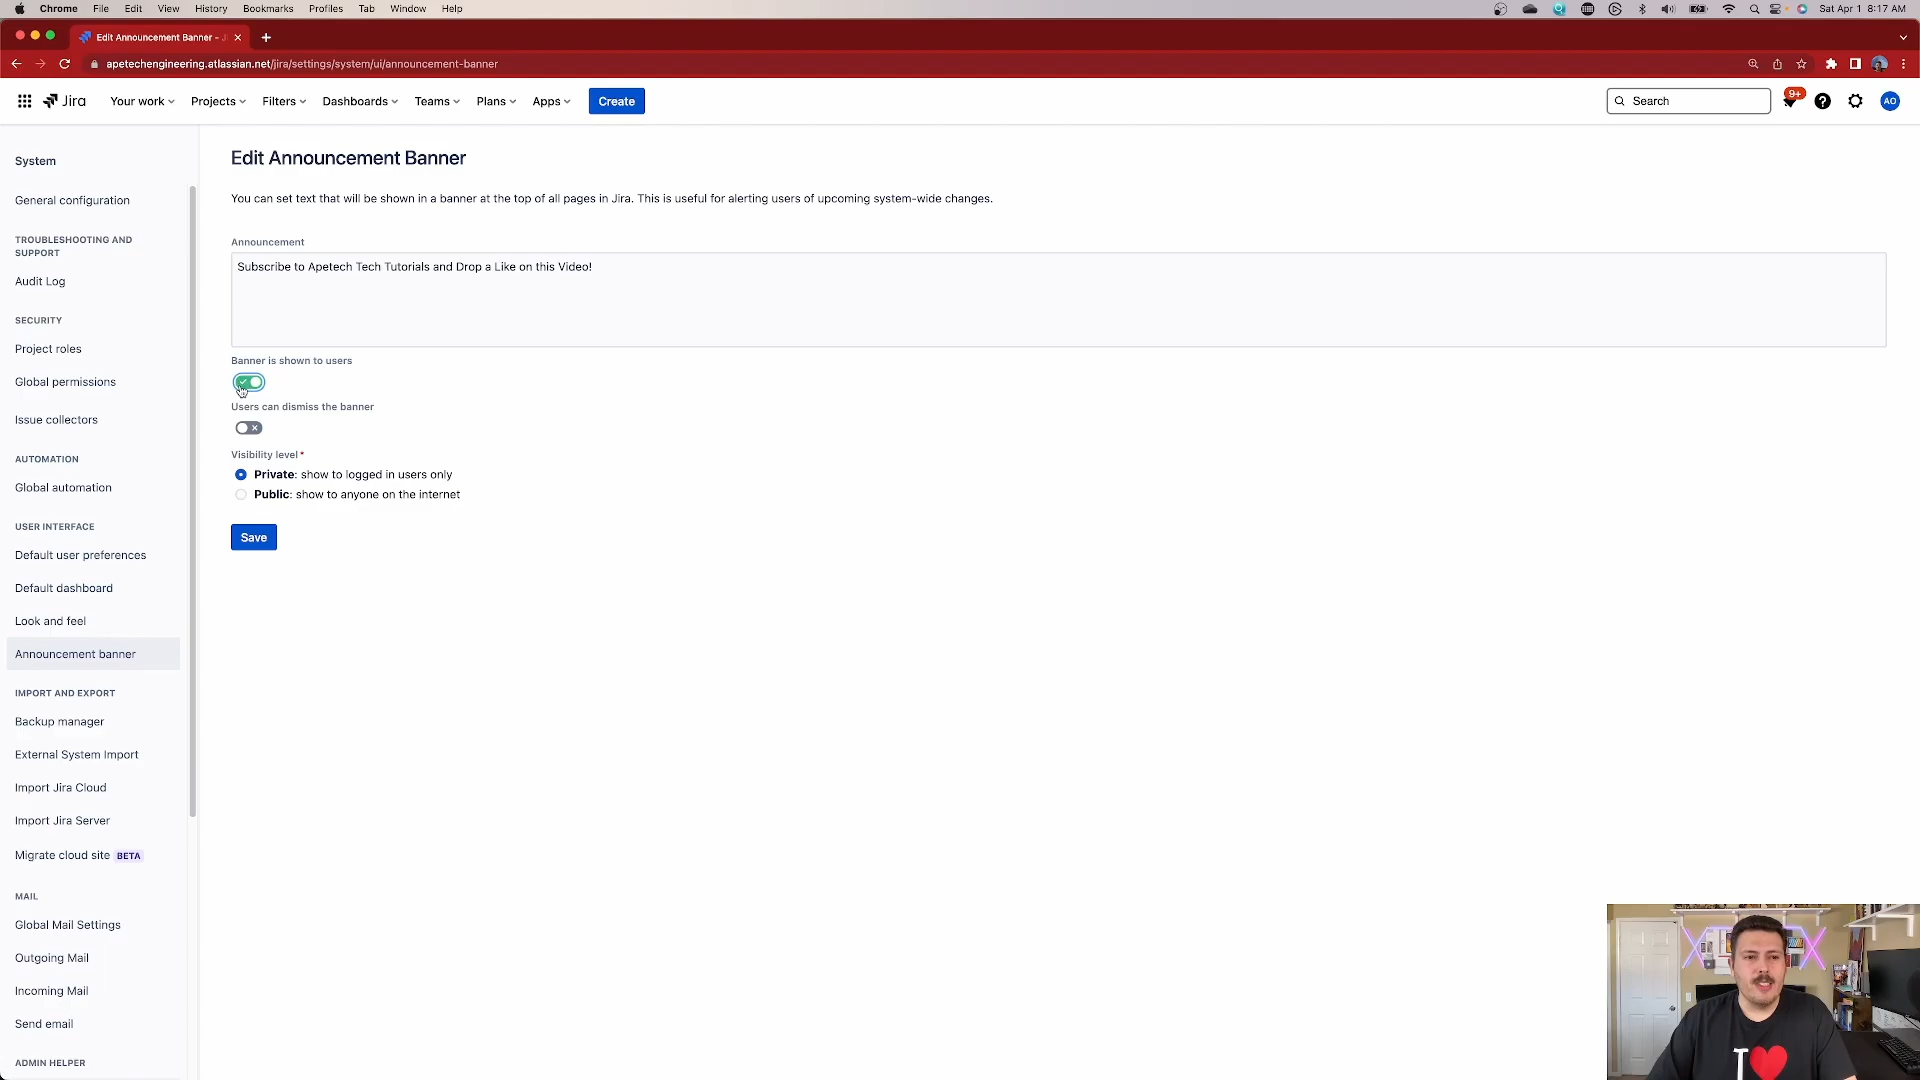 Chrome File Edit View History Bookmarks Profiles Tab Window Help Sat Apr 1 8:17 AM
Edit Announcement Banner - Ji
apetechengineering.atlassian.net/jira/settings/system/ui/announcement-banner
Jira Your work Projects Filters Dashboards Teams Plans Apps Create Search 9+ AO
System
General configuration
TROUBLESHOOTING AND
SUPPORT
Audit Log
SECURITY
Project roles
Global permissions
Issue collectors
AUTOMATION
Global automation
USER INTERFACE
Default user preferences
Default dashboard
Look and feel
Announcement banner
IMPORT AND EXPORT
Backup manager
External System Import
Import Jira Cloud
Import Jira Server
Migrate cloud site BETA
MAIL
Global Mail Settings
Outgoing Mail
Incoming Mail
Send email
ADMIN HELPER
Edit Announcement Banner
You can set text that will be shown in a banner at the top of all pages in Jira. This is useful for alerting users of upcoming system-wide changes.
Announcement
Subscribe to Apetech Tech Tutorials and Drop a Like on this Video!
Banner is shown to users
Users can dismiss the banner
Visibility level*
Private: show to logged in users only
Public: show to anyone on the internet
Save
I